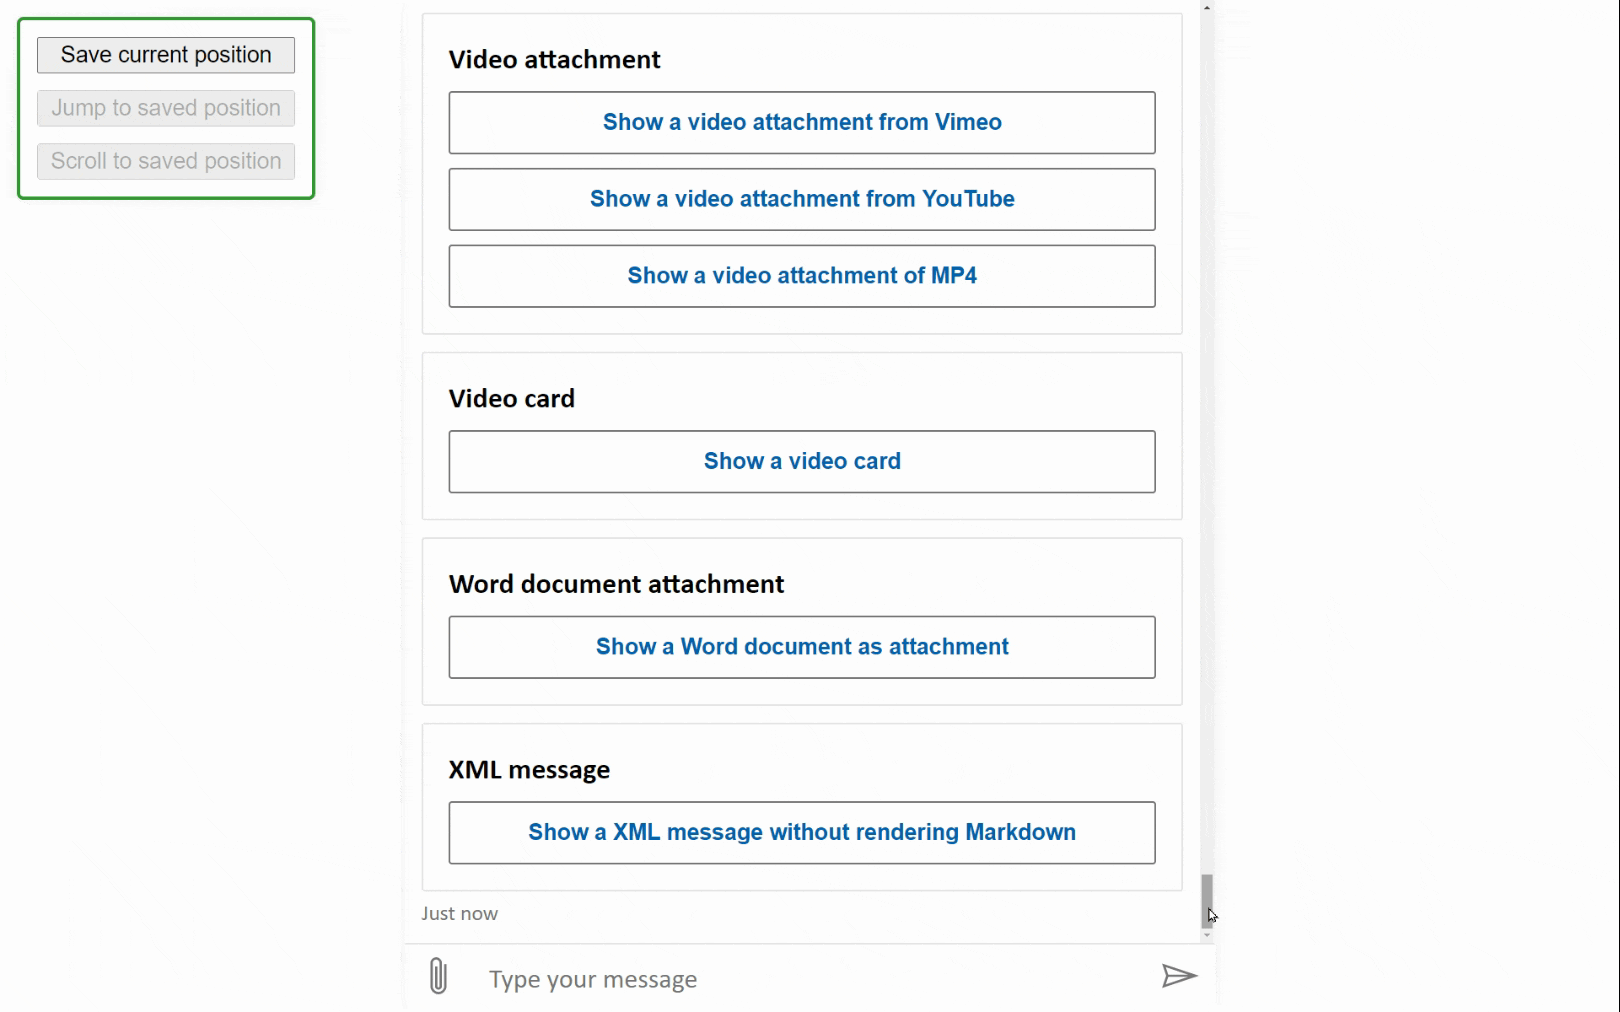 Save current position
Jump to saved position
Scroll to saved position
Video attachment
Show a video attachment from Vimeo
Show a video attachment from YouTube
Show a video attachment of MP4
Video card
Show a video card
Word document attachment
Show a Word document as attachment
XML message
Show a XML message without rendering Markdown
Just now
Type your message